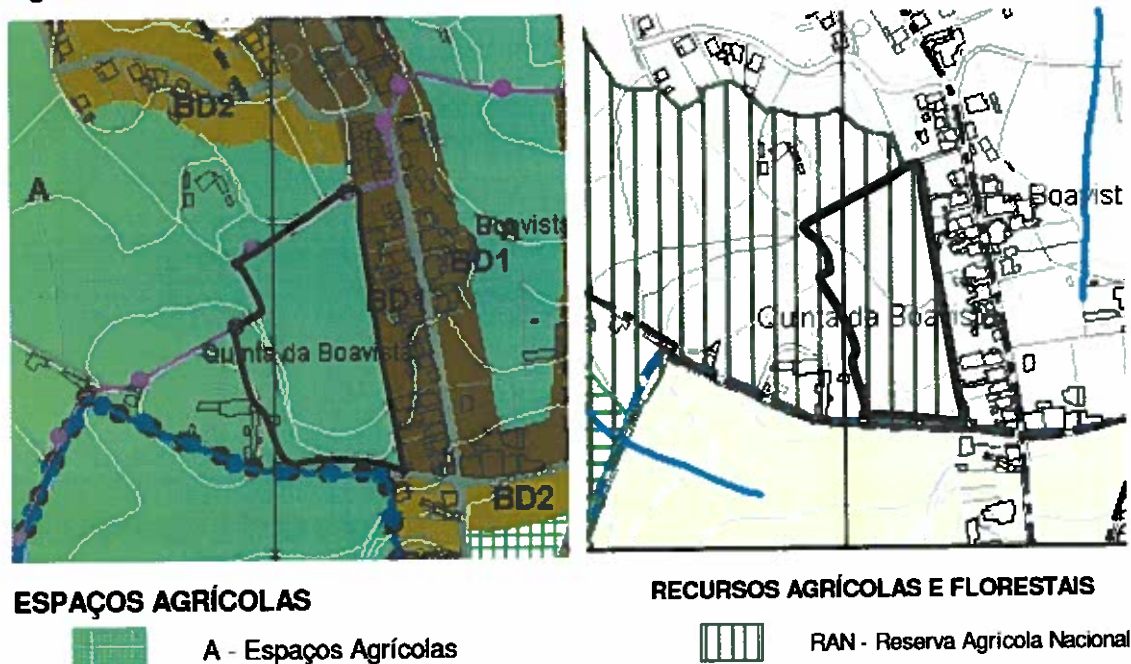 BD2
A
Boavista
BD1
BD1
Quinta da Boavista
BD2
Boavist
Quinta da Boavist
ESPAÇOS AGRÍCOLAS
A - Espaços Agrícolas
RECURSOS AGRÍCOLAS E FLORESTAIS
RAN - Reserva Agrícola Nacional